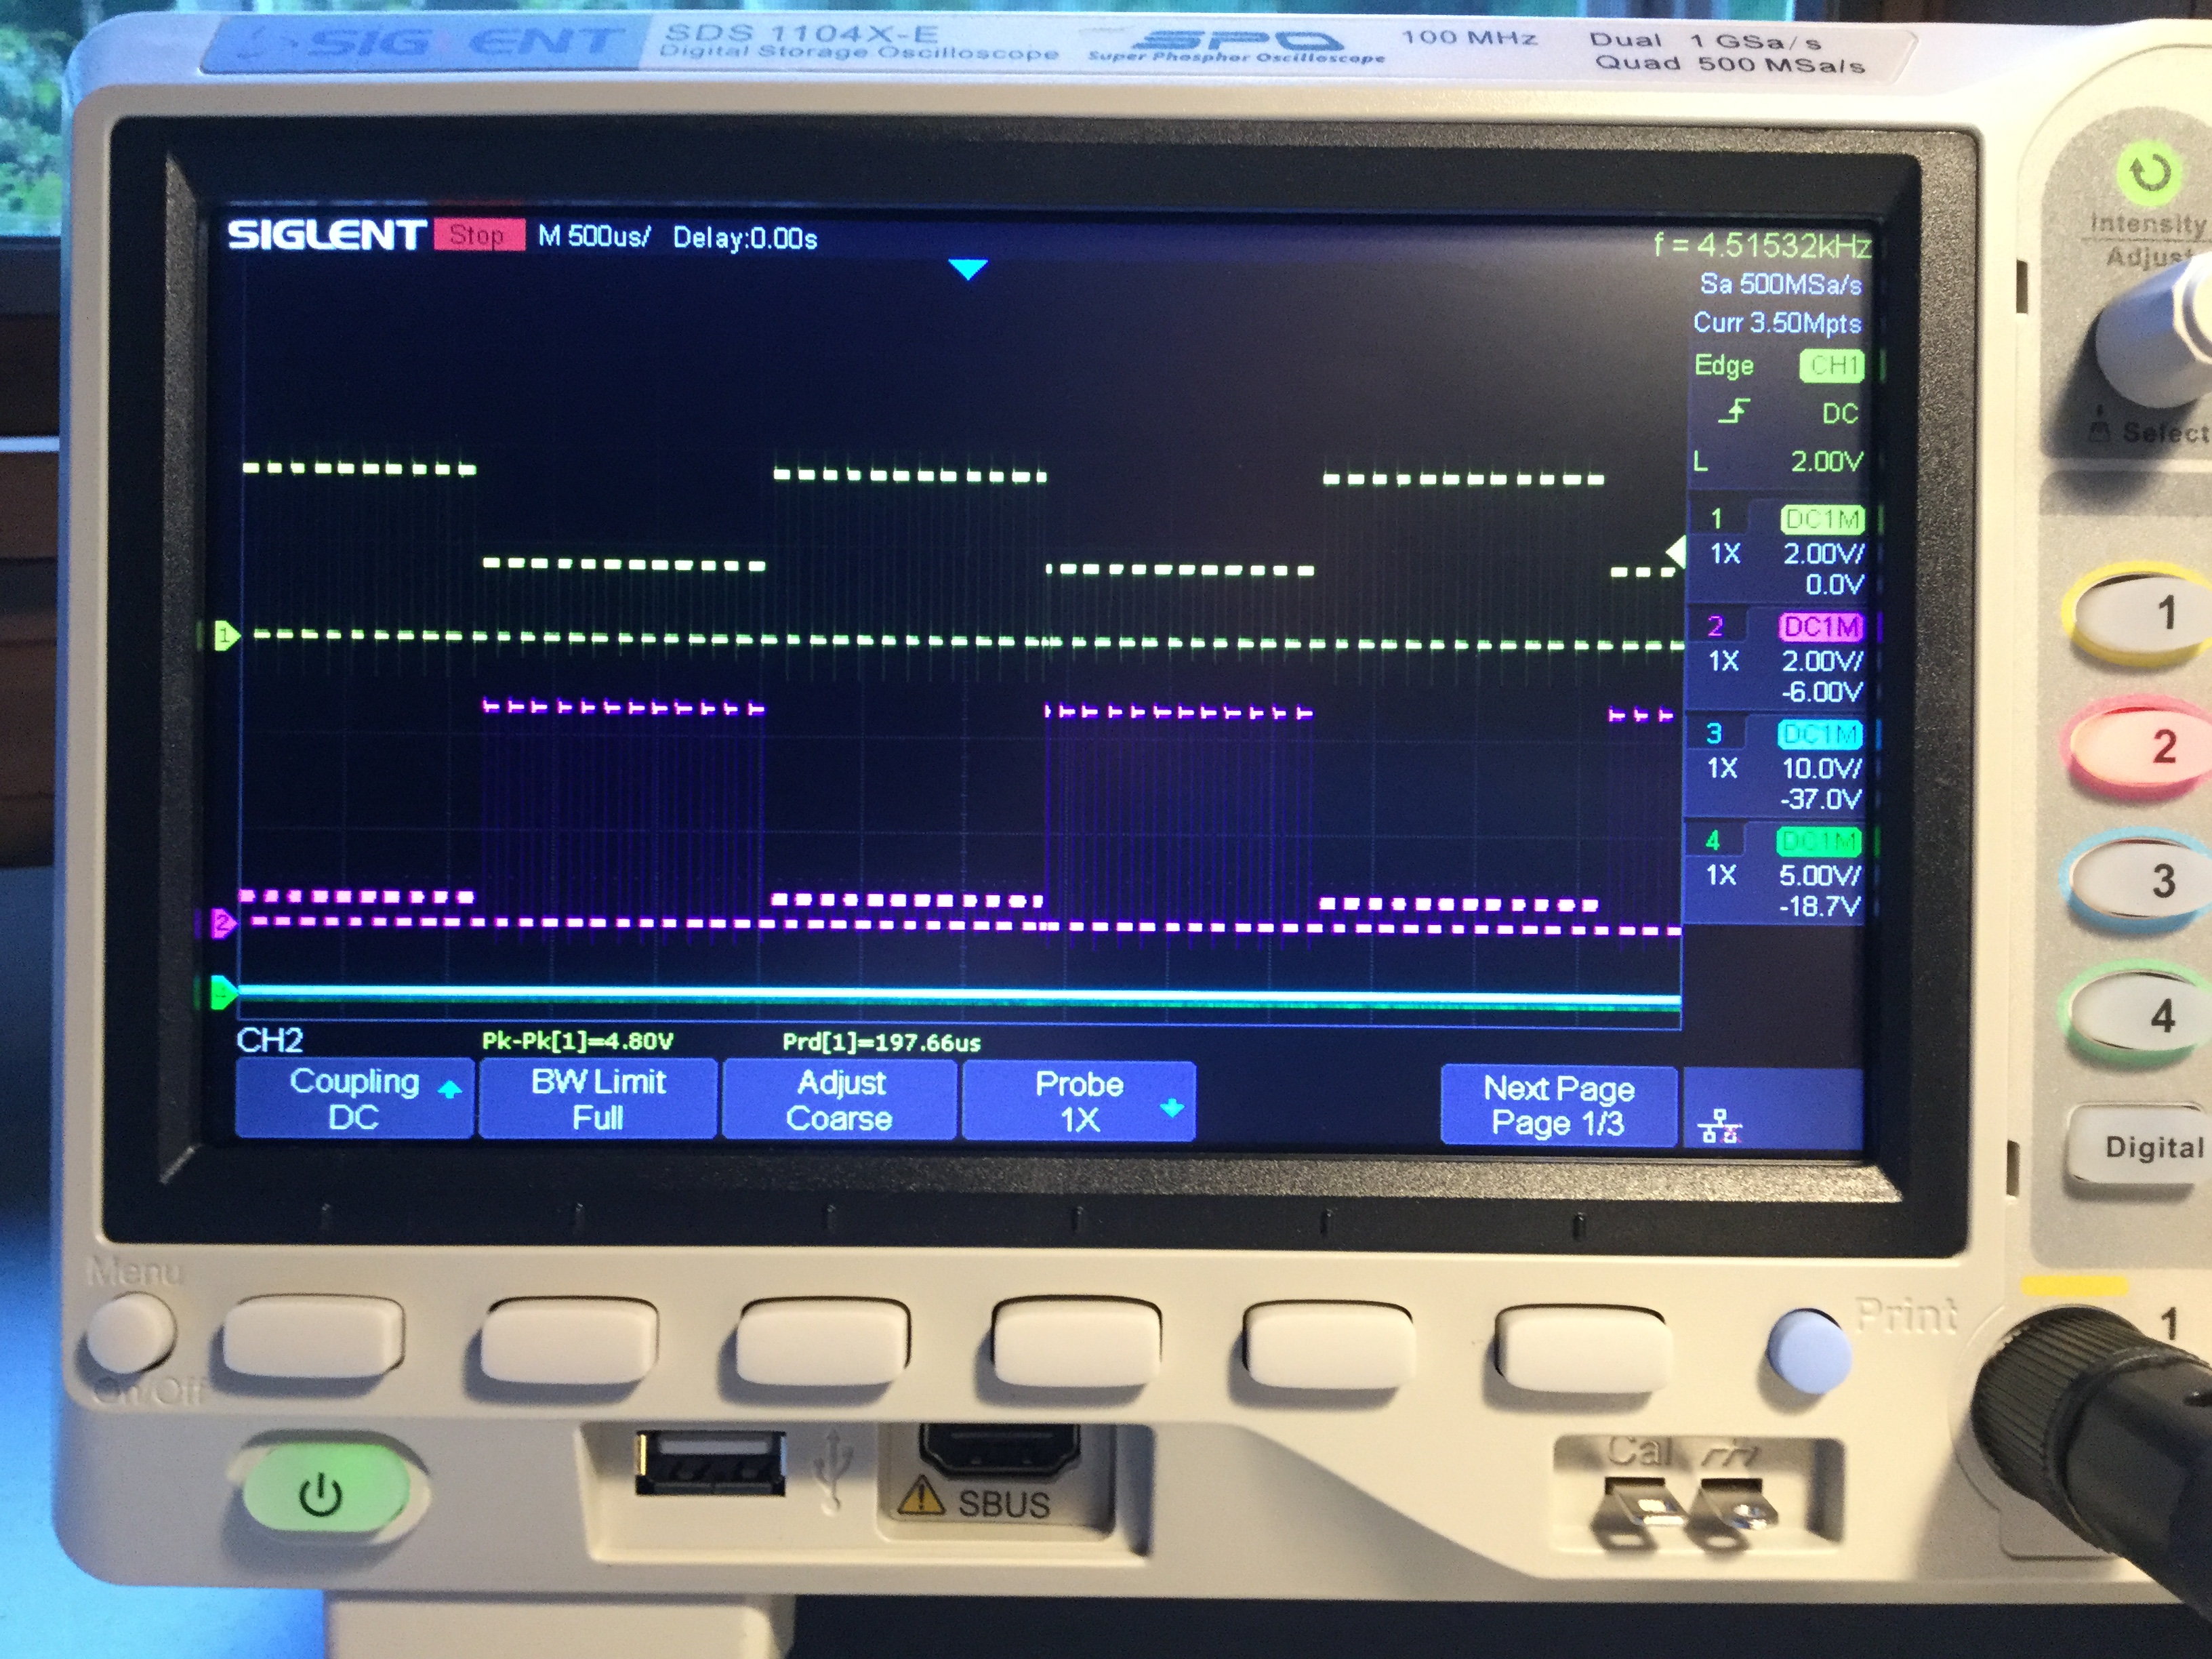 SIGLENT
SDS 1104X-E
Digital Storage Oscilloscope
SPO
Super Phosphor Oscilloscope
100 MHz
Dual 1 GSa/s
Quad 500 MSa/s
Intensity
Adjust
Select
SIGLENT Stop M 500us/ Delay:0.00s
f = 4.51532kHz
Sa 500MSa/s
Curr 3.50Mpts
Edge CH1
DC
L 2.00V
1 DC1M
1X 2.00V/
0.0V
2 DC1M
1X 2.00V/
-6.00V
3 DC1M
1X 10.0V/
-37.0V
4 DC1M
1X 5.00V/
-18.7V
1
2
CH2 Pk-Pk[1]=4.80V Prd[1]=197.66us
Coupling
DC
BW Limit
Full
Adjust
Coarse
Probe
1X
Next Page
Page 1/3
1
2
3
4
Digital
Menu
On/Off
Print
1
SBUS
Cal